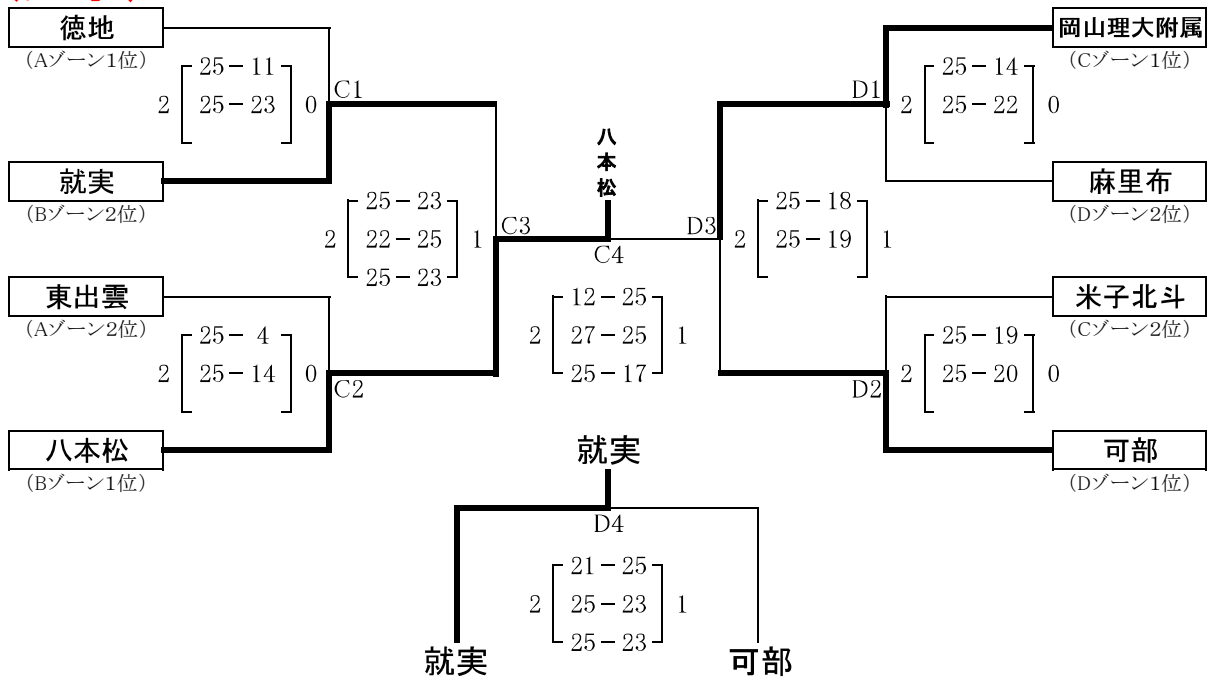 徳地
(Aゾーン1位)
25－11
2 25－23 0
C1
就実
(Bゾーン2位)
東出雲
(Aゾーン2位)
25－ 4
2 25－14 0
C2
八本松
(Bゾーン1位)
25－23
2 22－25 1
25－23
C3
八本松
C4
12－25
2 27－25 1
25－17
D3
25－18
2 25－19 1
岡山理大附属
(Cゾーン1位)
D1
25－14
2 25－22 0
麻里布
(Dゾーン2位)
米子北斗
(Cゾーン2位)
25－19
2 25－20 0
D2
可部
(Dゾーン1位)
就実
D4
21－25
2 25－23 1
25－23
就実
可部